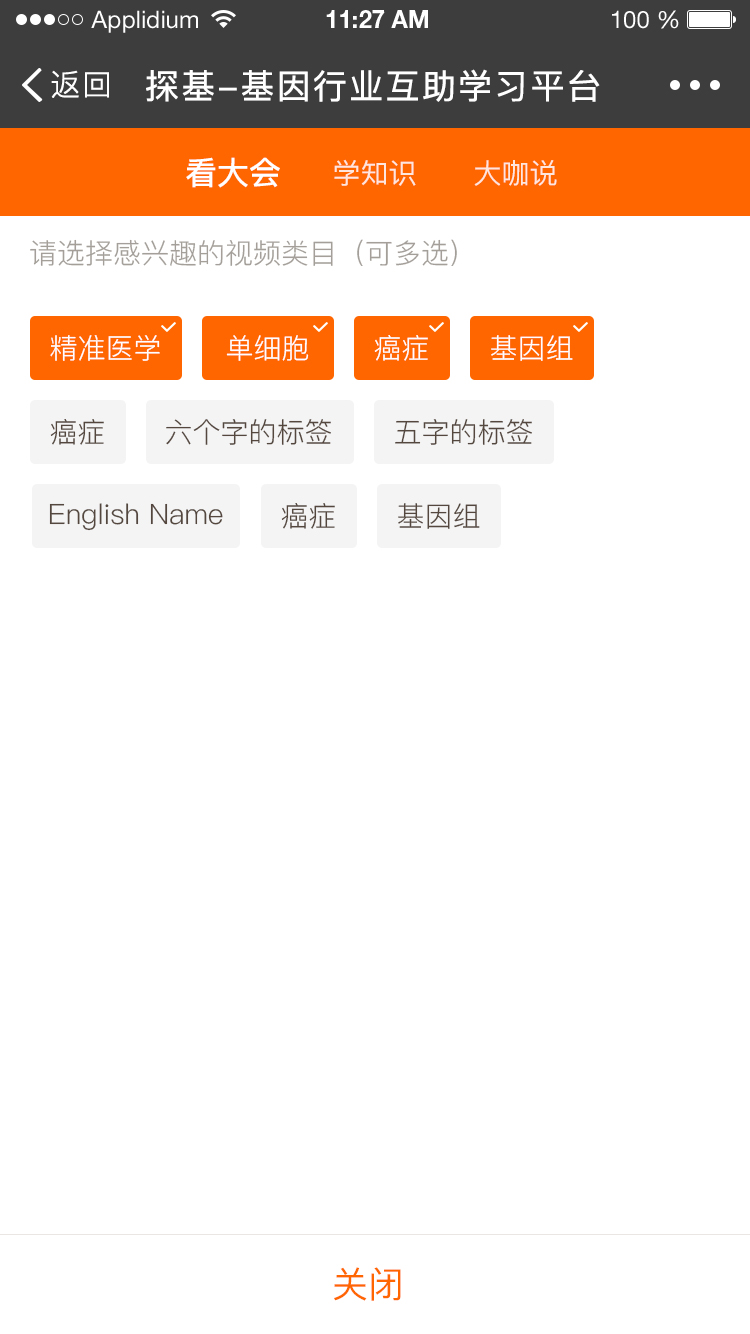 Applidium 11:27 AM 100 %
返回 探基–基因行业互助学习平台
看大会 学知识 大咖说
请选择感兴趣的视频类目（可多选）
精准医学 单细胞 癌症 基因组
癌症 六个字的标签 五字的标签
English Name 癌症 基因组
关闭